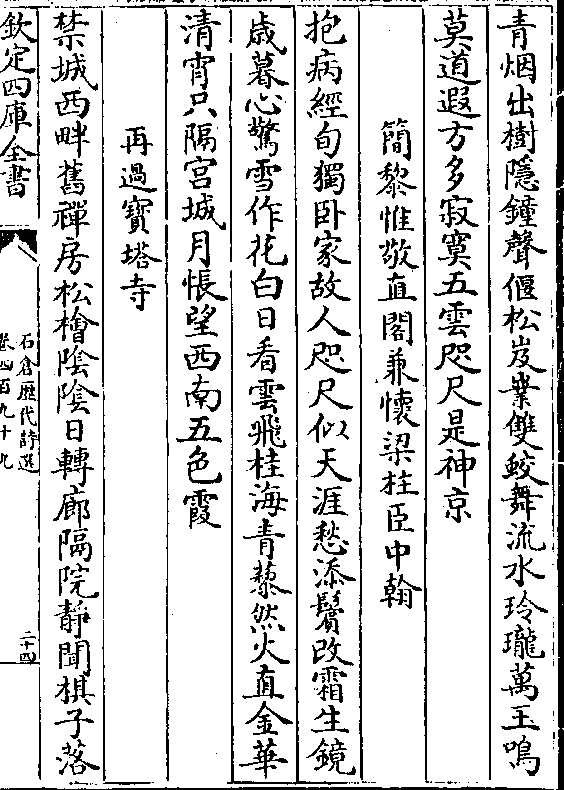 青烟出樹隱鐘聲偃松岌嶪雙蛟舞流水玲瓏萬玉鳴
莫道遐方多寂寞五雲咫尺是神京
簡黎惟敬直閣兼懷梁柱臣中翰
抱病經旬獨卧家故人咫尺似天涯愁添鬢改霜生鏡
歳暮心驚雪作花白日看雲飛桂海青藜然火直金華
清宵只隔宮城月悵望西南五色霞
再過寳塔寺
禁城西畔舊禪房松檜陰陰日轉廊隔院靜聞棋子落
欽定四庫全書
石倉歴代詩選
卷四百九十九
二十四